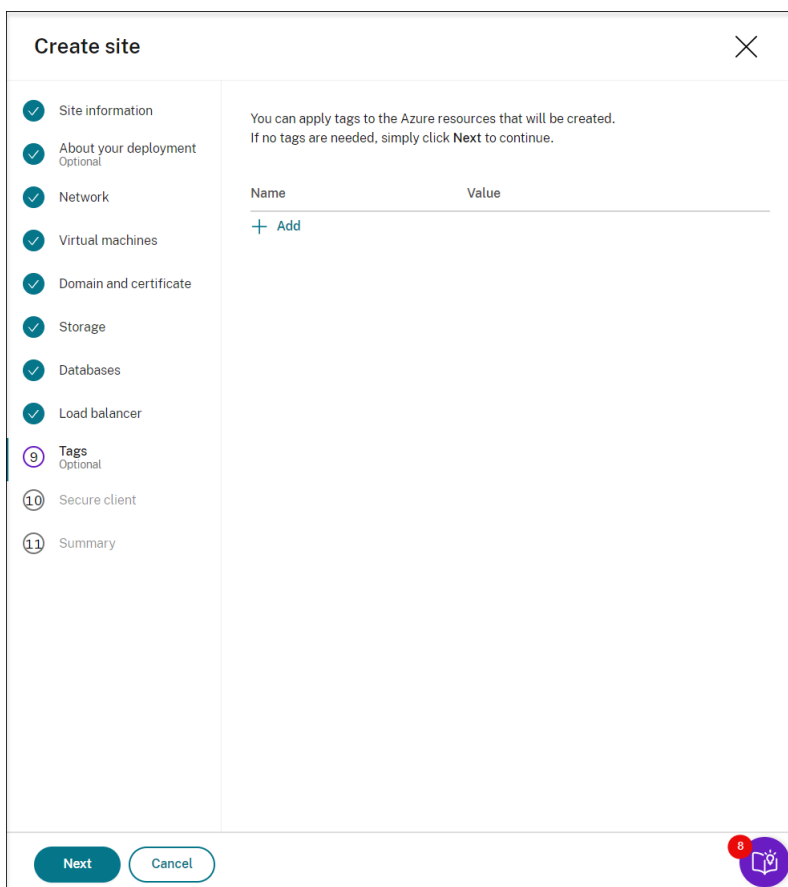 Create site
Site information
About your deployment
Optional
Network
Virtual machines
Domain and certificate
Storage
Databases
Load balancer
9
Tags
Optional
10
Secure client
11
Summary
You can apply tags to the Azure resources that will be created.
If no tags are needed, simply click Next to continue.
Name Value
+ Add
Next Cancel
8